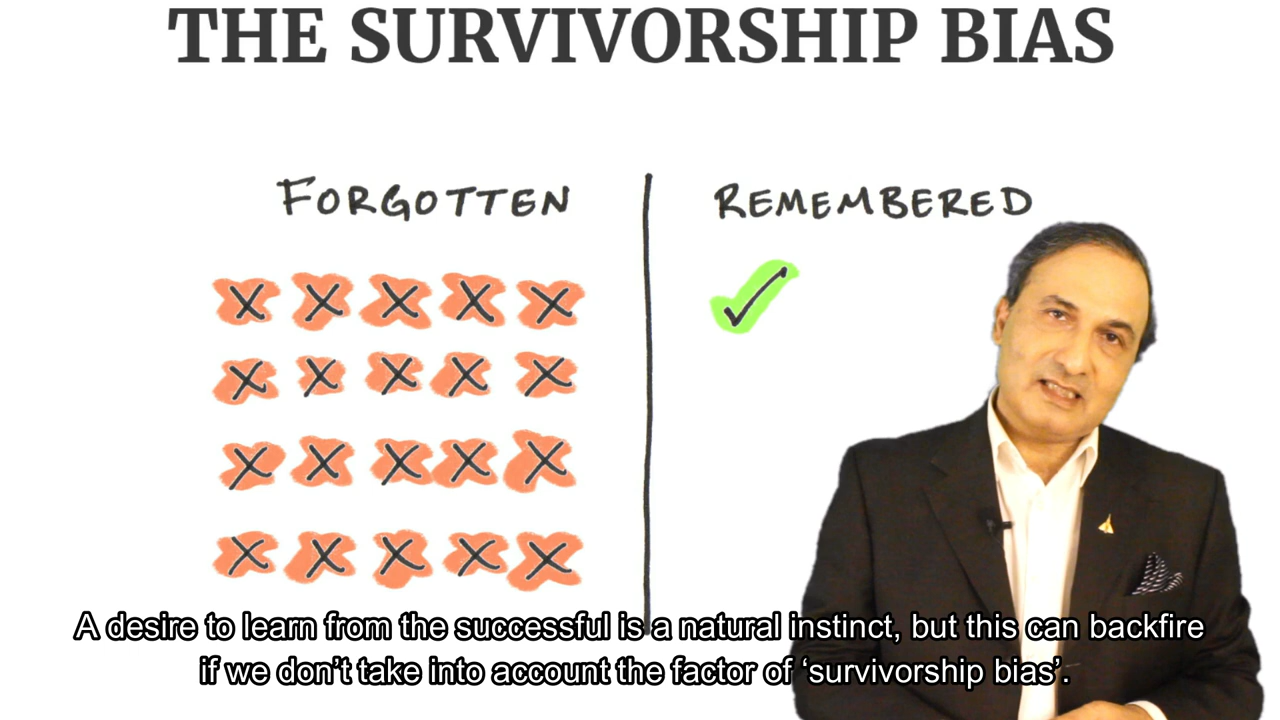 THE SURVIVORSHIP BIAS
FORGOTTEN
REMEMBERED
A desire to learn from the successful is a natural instinct, but this can backfire
if we don’t take into account the factor of ‘survivorship bias’.